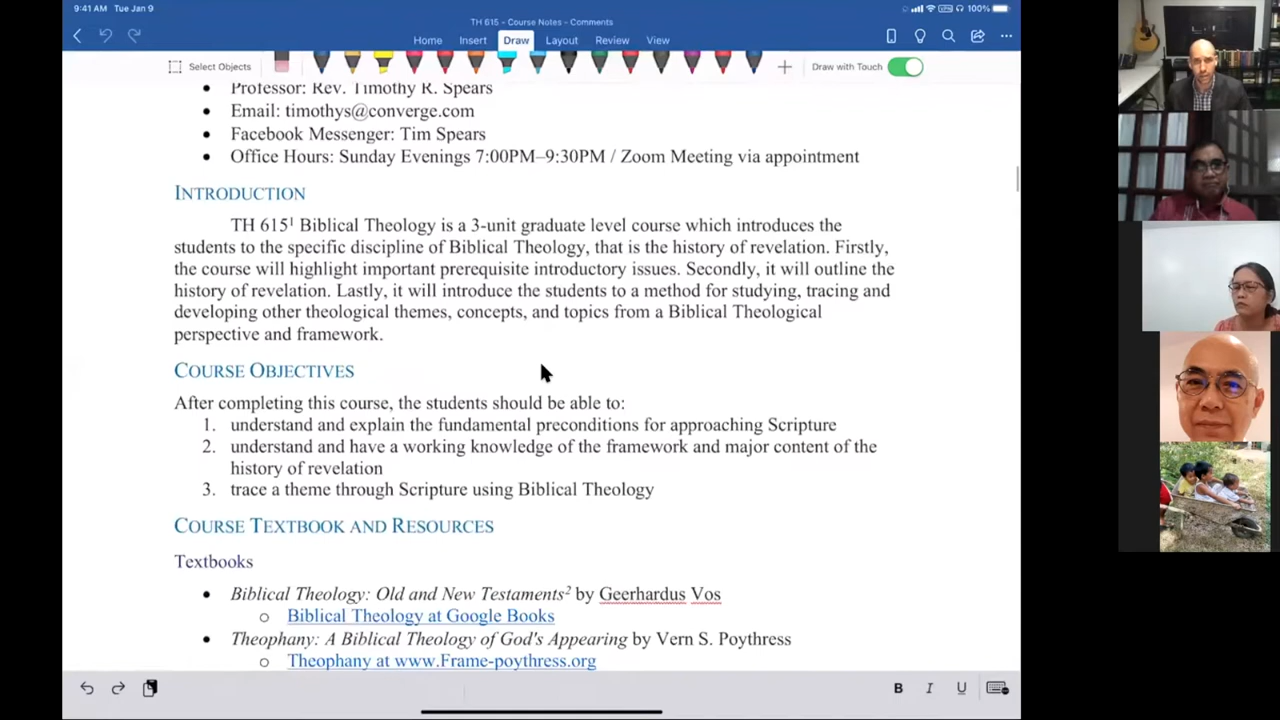 9:41 AM Tue Jan 9
100%
TH 615 - Course Notes - Comments
Home Insert Draw Layout Review View
Select Objects
Draw with Touch
Professor: Rev. Timothy R. Spears
Email: timothys@converge.com
Facebook Messenger: Tim Spears
Office Hours: Sunday Evenings 7:00PM–9:30PM / Zoom Meeting via appointment
INTRODUCTION
TH 615¹ Biblical Theology is a 3-unit graduate level course which introduces the
students to the specific discipline of Biblical Theology, that is the history of revelation. Firstly,
the course will highlight important prerequisite introductory issues. Secondly, it will outline the
history of revelation. Lastly, it will introduce the students to a method for studying, tracing and
developing other theological themes, concepts, and topics from a Biblical Theological
perspective and framework.
COURSE OBJECTIVES
After completing this course, the students should be able to:
1. understand and explain the fundamental preconditions for approaching Scripture
2. understand and have a working knowledge of the framework and major content of the
history of revelation
3. trace a theme through Scripture using Biblical Theology
COURSE TEXTBOOK AND RESOURCES
Textbooks
Biblical Theology: Old and New Testaments² by Geerhardus Vos
Biblical Theology at Google Books
Theophany: A Biblical Theology of God's Appearing by Vern S. Poythress
Theophany at www.Frame-poythress.org
B I U